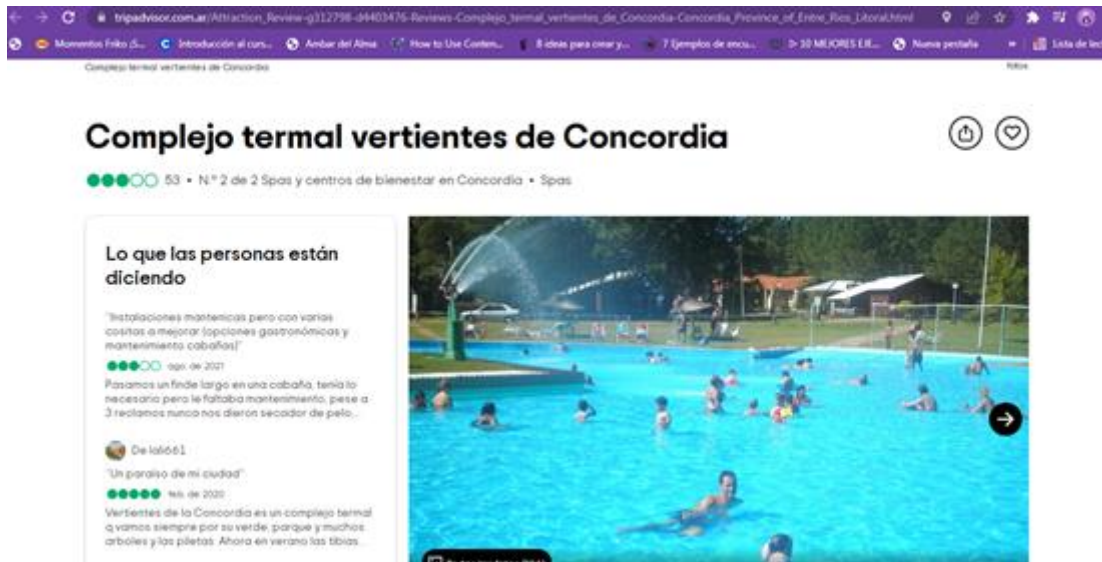 tripadvisor.com.ar/Attraction_Review-g312798-d4403476-Reviews-Complejo_termal_vertientes_de_Concordia-Concordia_Province_of_Entre_Rios_Litoral.html
Momentos Friko ¡S... Introducción al curs... Ambar del Alma How to Use Conten... 8 ideas para crear y... 7 Ejemplos de encu... ▷ 10 MEJORES EJE... Nueva pestaña » Lista de lec
Complejo termal vertientes de Concordia
fotos
Complejo termal vertientes de Concordia
53 • N.º 2 de 2 Spas y centros de bienestar en Concordia • Spas
Lo que las personas están
diciendo
"Instalaciones mantenicas pero con varias
cositas a mejorar (opciones gastronómicas y
mantenimiento cabañas)"
ago. de 2021
Pasamos un finde largo en una cabaña, tenía lo
necesario pero le faltaba mantenimiento, pese a
3 reclamos nunca nos dieron secador de pelo,...
De lali661
"Un paraiso de mi ciudad"
feb. de 2020
Vertientes de la Concordia es un complejo termal
q vamos siempre por su verde, parque y muchos
arboles y las piletas. Ahora en verano las tibias...